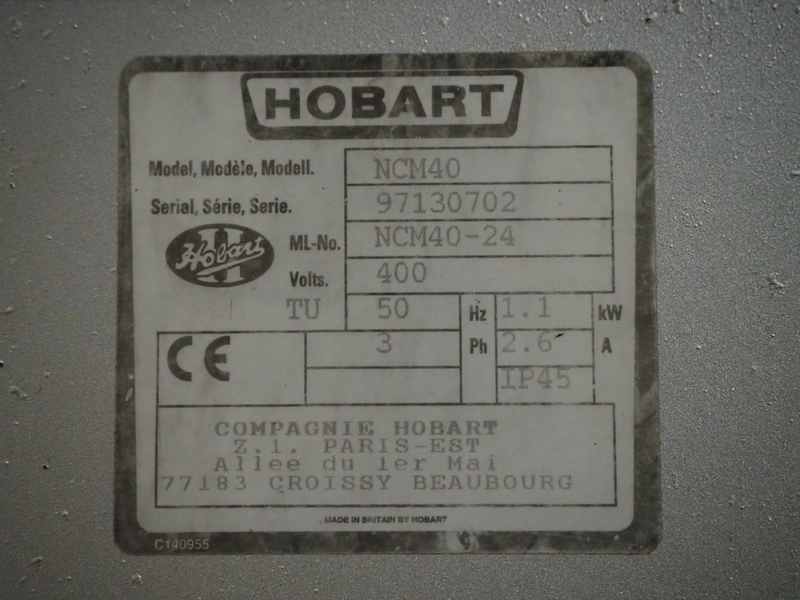 HOBART
Model, Modèle, Modell. NCM40
Serial, Série, Serie. 97130702
Hobart ML-No. NCM40-24
Volts. 400
TU 50 Hz 1.1 kW
CE 3 Ph 2.6 A
IP45
COMPAGNIE HOBART
Z.1. PARIS-EST
Allee du 1er Mai
77183 CROISSY BEAUBOURG
MADE IN BRITAIN BY HOBART
C140955